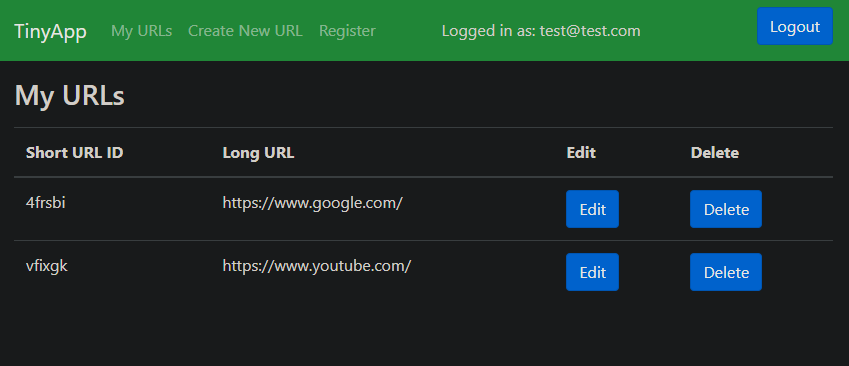 TinyApp My URLs Create New URL Register Logged in as: test@test.com Logout
My URLs
Short URL ID Long URL Edit Delete
4frsbi https://www.google.com/ Edit Delete
vfixgk https://www.youtube.com/ Edit Delete